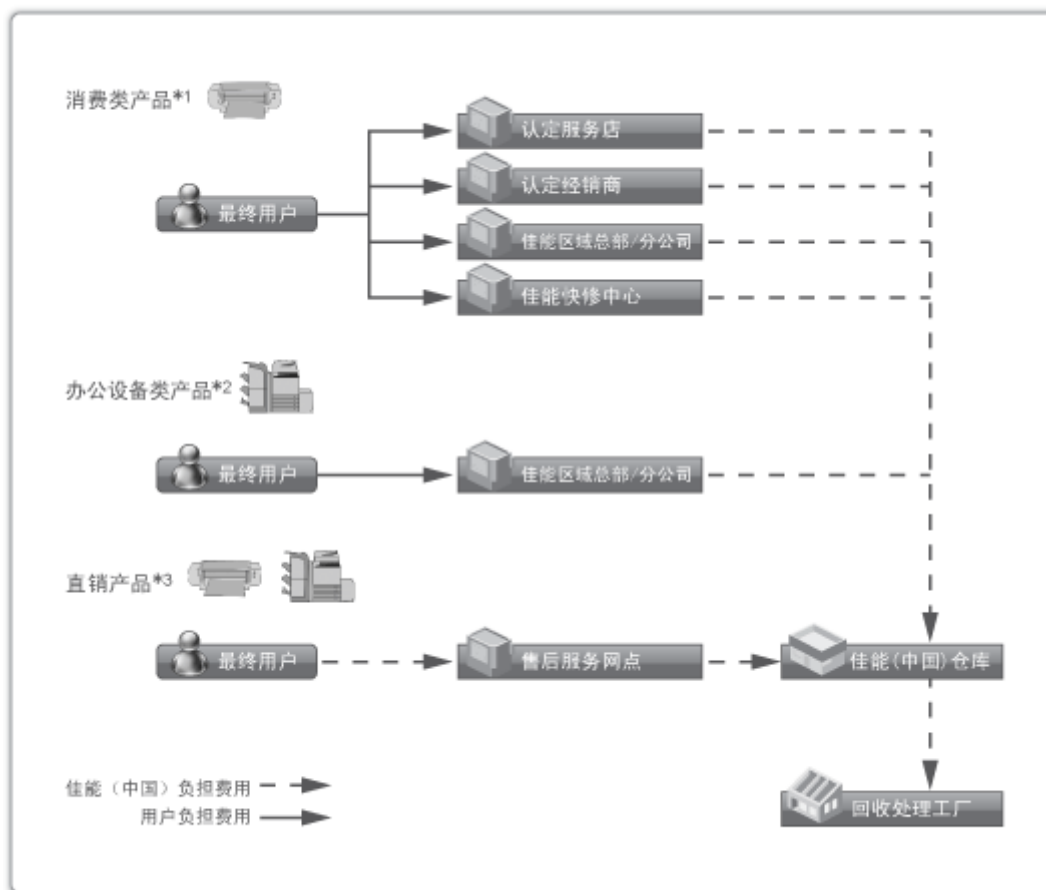 消费类产品*1
认定服务店
认定经销商
最终用户
佳能区域总部/分公司
佳能快修中心
办公设备类产品*2
最终用户
佳能区域总部/分公司
直销产品*3
最终用户
售后服务网点
佳能(中国)仓库
佳能（中国）负担费用
用户负担费用
回收处理工厂